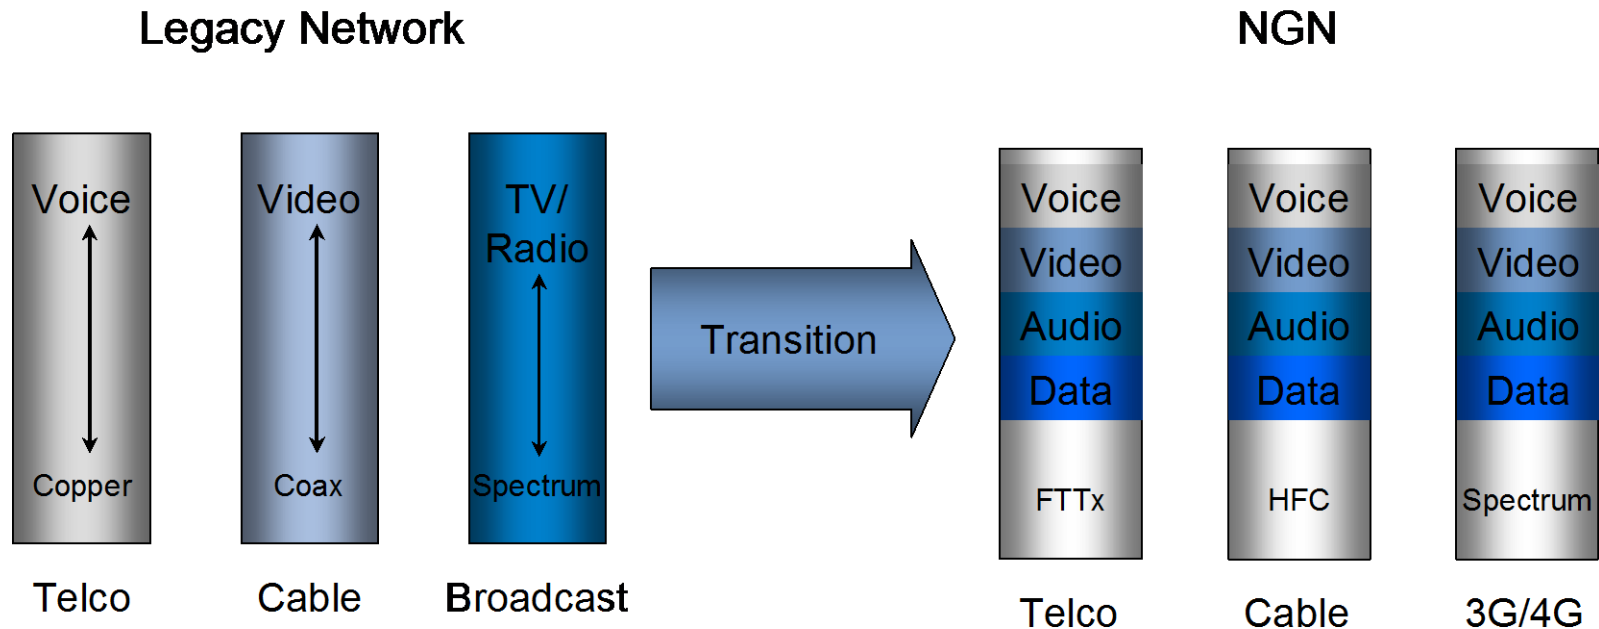 Legacy Network
NGN
Voice
Copper
Telco
Video
Coax
Cable
TV/
Radio
Spectrum
Broadcast
Transition
Voice
Video
Audio
Data
FTTx
Telco
Voice
Video
Audio
Data
HFC
Cable
Voice
Video
Audio
Data
Spectrum
3G/4G